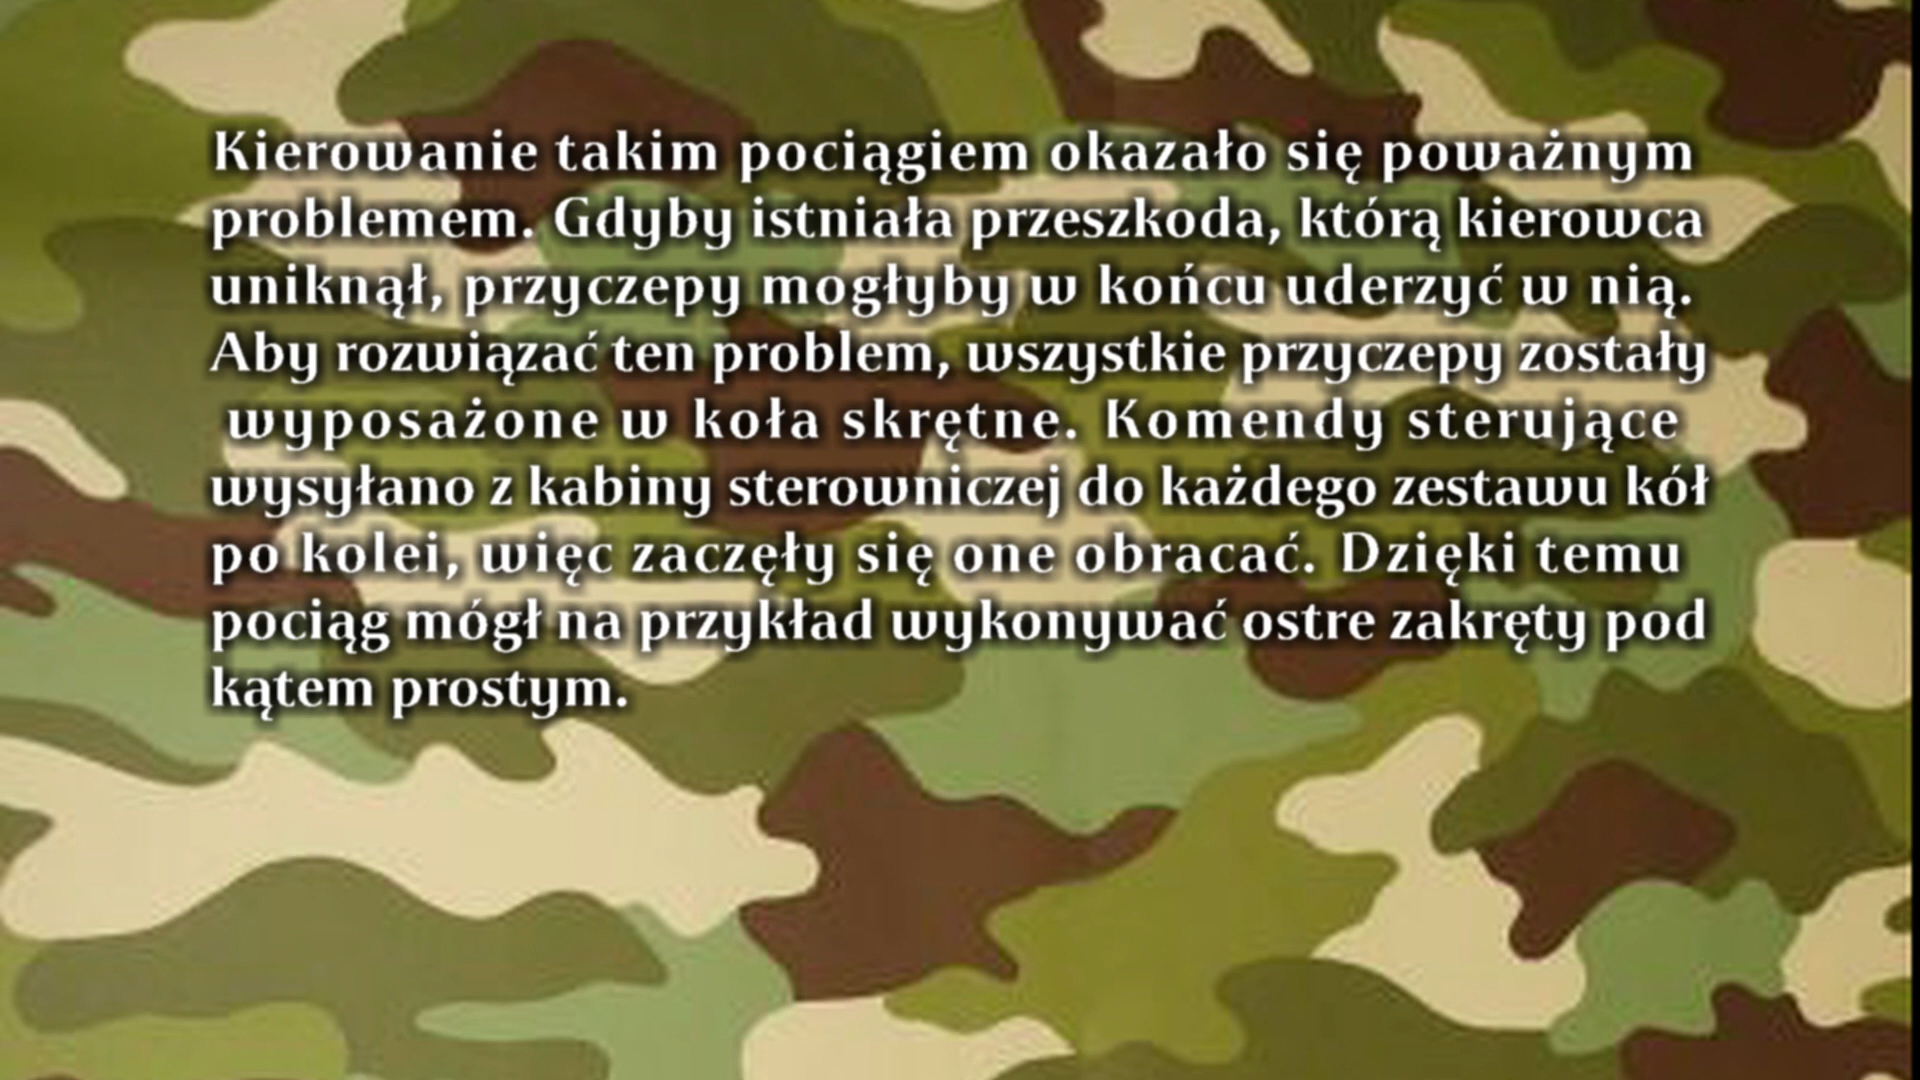 Kierowanie takim pociągiem okazało się poważnym
problemem. Gdyby istniała przeszkoda, którą kierowca
uniknął, przyczepy mogłyby w końcu uderzyć w nią.
Aby rozwiązać ten problem, wszystkie przyczepy zostały
wyposażone w koła skrętne. Komendy sterujące
wysyłano z kabiny sterowniczej do każdego zestawu kół
po kolei, więc zaczęły się one obracać. Dzięki temu
pociąg mógł na przykład wykonywać ostre zakręty pod
kątem prostym.